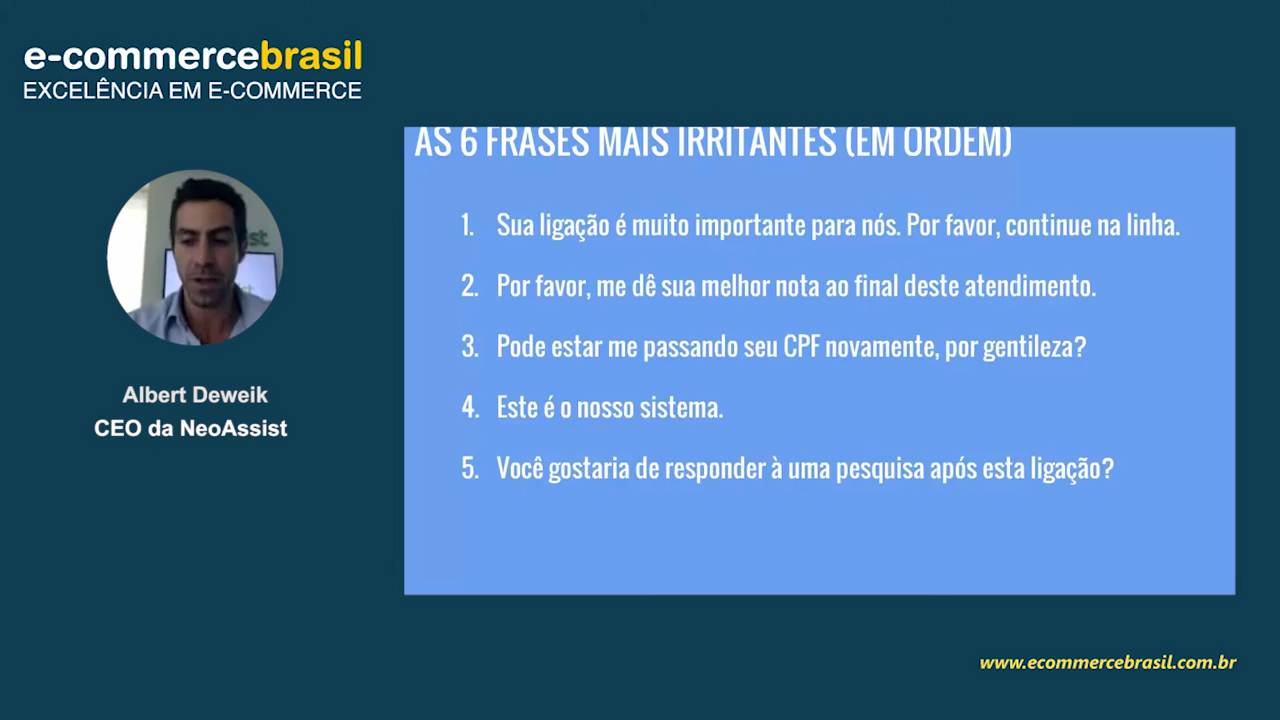 e-commercebrasil
EXCELÊNCIA EM E-COMMERCE
AS 6 FRASES MAIS IRRITANTES (EM ORDEM)
1. Sua ligação é muito importante para nós. Por favor, continue na linha.
2. Por favor, me dê sua melhor nota ao final deste atendimento.
3. Pode estar me passando seu CPF novamente, por gentileza?
4. Este é o nosso sistema.
5. Você gostaria de responder à uma pesquisa após esta ligação?
Albert Deweik
CEO da NeoAssist
www.ecommercebrasil.com.br